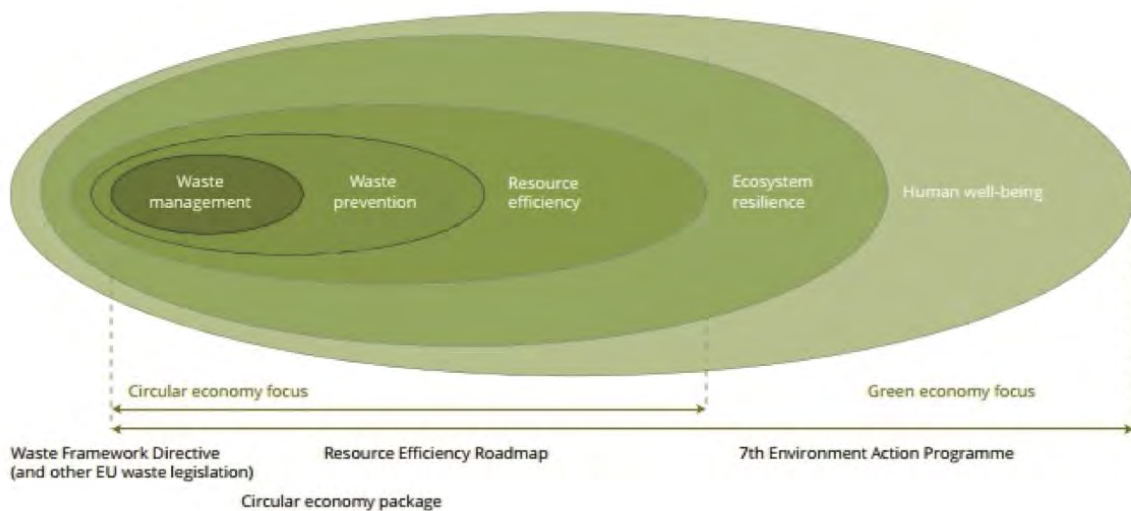 Waste
management
Waste
prevention
Resource
efficiency
Ecosystem
resilience
Human well-being
Circular economy focus
Green economy focus
Waste Framework Directive
(and other EU waste legislation)
Resource Efficiency Roadmap
7th Environment Action Programme
Circular economy package